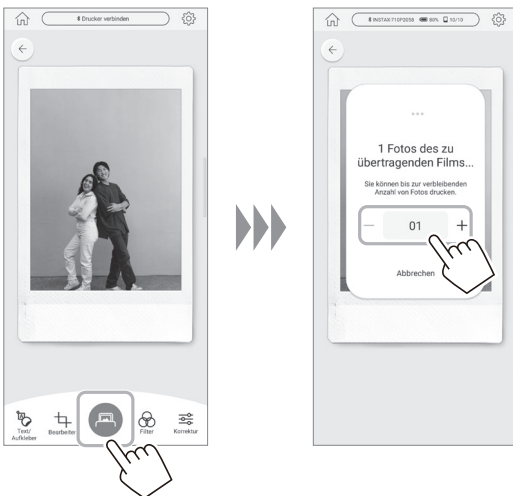 Drucker verbinden
Text/
Aufkleber
Bearbeiten
Filter
Korrektur
INSTAX-710P2558 80% 10/10
1 Fotos des zu
übertragenden Films...
Sie können bis zur verbleibenden
Anzahl von Fotos drucken.
01
Abbrechen